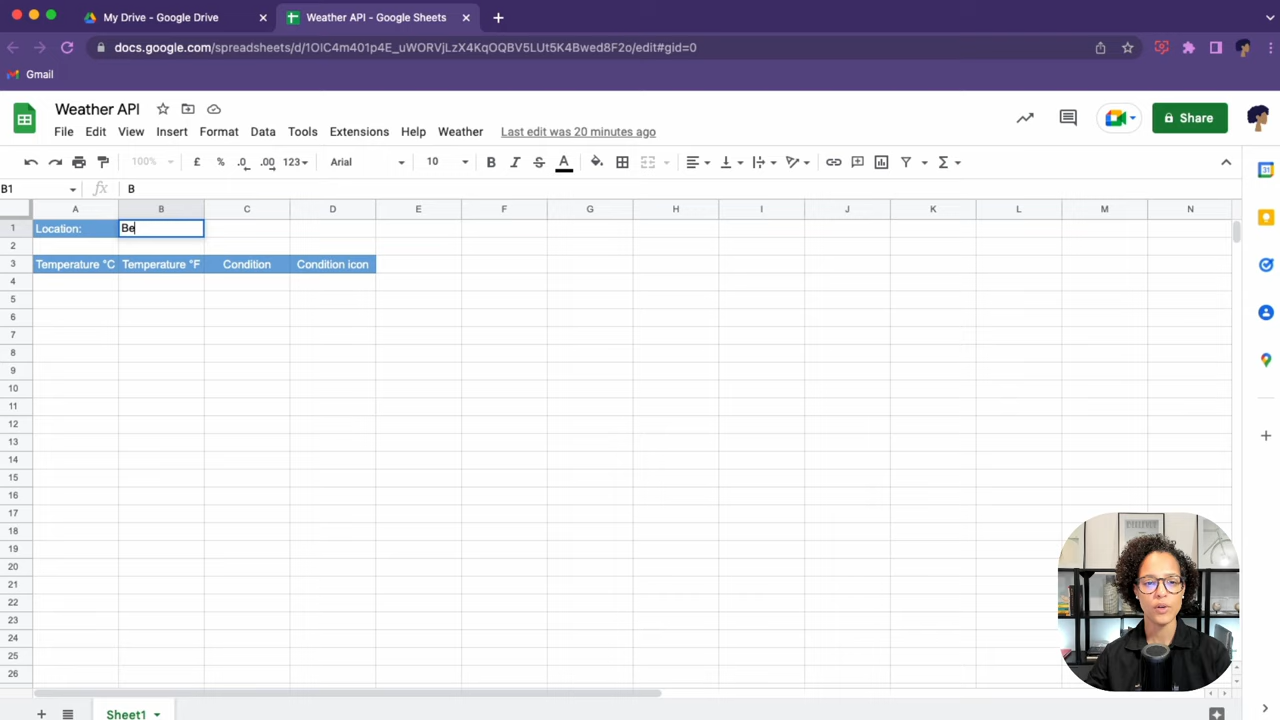 My Drive - Google Drive
Weather API - Google Sheets
docs.google.com/spreadsheets/d/1OIC4m401p4E_uWORVjLzX4KqOQBV5LUt5K4Bwed8F2o/edit#gid=0
Gmail
Weather API
File Edit View Insert Format Data Tools Extensions Help Weather Last edit was 20 minutes ago
Share
100% £ % .0 .00 123 Arial 10 B I S A
B1 fx B
A B C D E F G H I J K L M N
1 Location: Be
2
3 Temperature °C Temperature °F Condition Condition icon
4
5
6
7
8
9
10
11
12
13
14
15
16
17
18
19
20
21
22
23
24
25
26
Sheet1